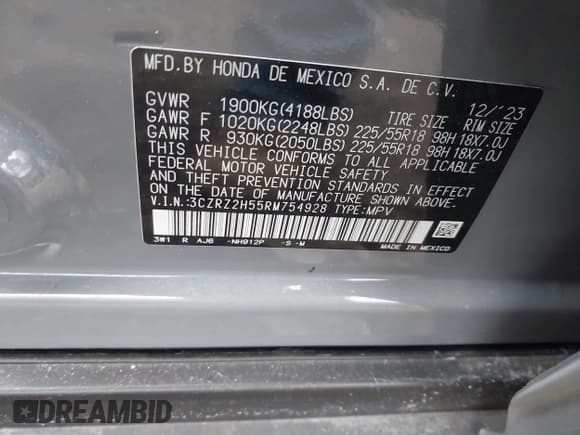 MFD.BY HONDA DE MEXICO S.A. DE C.V.
12/'23
GVWR 1900KG(4188LBS) TIRE SIZE RIM SIZE
GAWR F 1020KG(2248LBS) 225/55R18 98H 18X7.0J
GAWR R 930KG(2050LBS) 225/55R18 98H 18X7.0J
THIS VEHICLE CONFORMS TO ALL APPLICABLE
FEDERAL MOTOR VEHICLE SAFETY AND
THEFT PREVENTION STANDARDS IN EFFECT ON
THE DATE OF MANUFACTURE SHOWN ABOVE.
V.I.N.:3CZRZ2H55RM754928 TYPE:MPV
3W1 R AJ6 -NH912P -S -M MADE IN MEXICO
DREAMBID